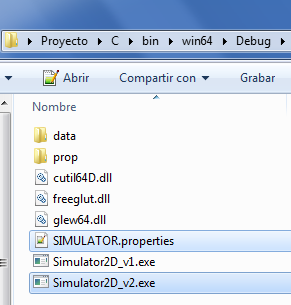 Proyecto ▸ C ▸ bin ▸ win64 ▸ Debug ▸
Abrir Compartir con Grabar
Nombre
data
prop
cutil64D.dll
freeglut.dll
glew64.dll
SIMULATOR.properties
Simulator2D_v1.exe
Simulator2D_v2.exe